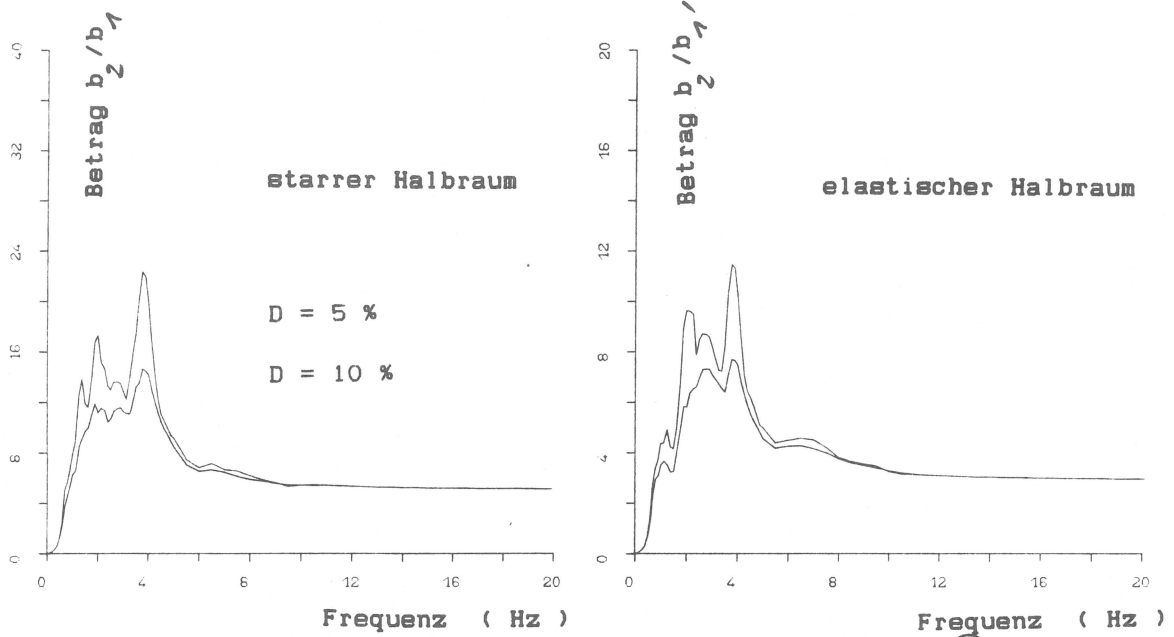 Betrag b2/b1
40
32
24
16
8
0
starrer Halbraum
D = 5 %
D = 10 %
0 4 8 12 16 20
Frequenz ( Hz )
Betrag b2/b1'
20
16
12
8
4
0
elastischer Halbraum
0 4 8 12 16 20
Frequenz ( Hz )